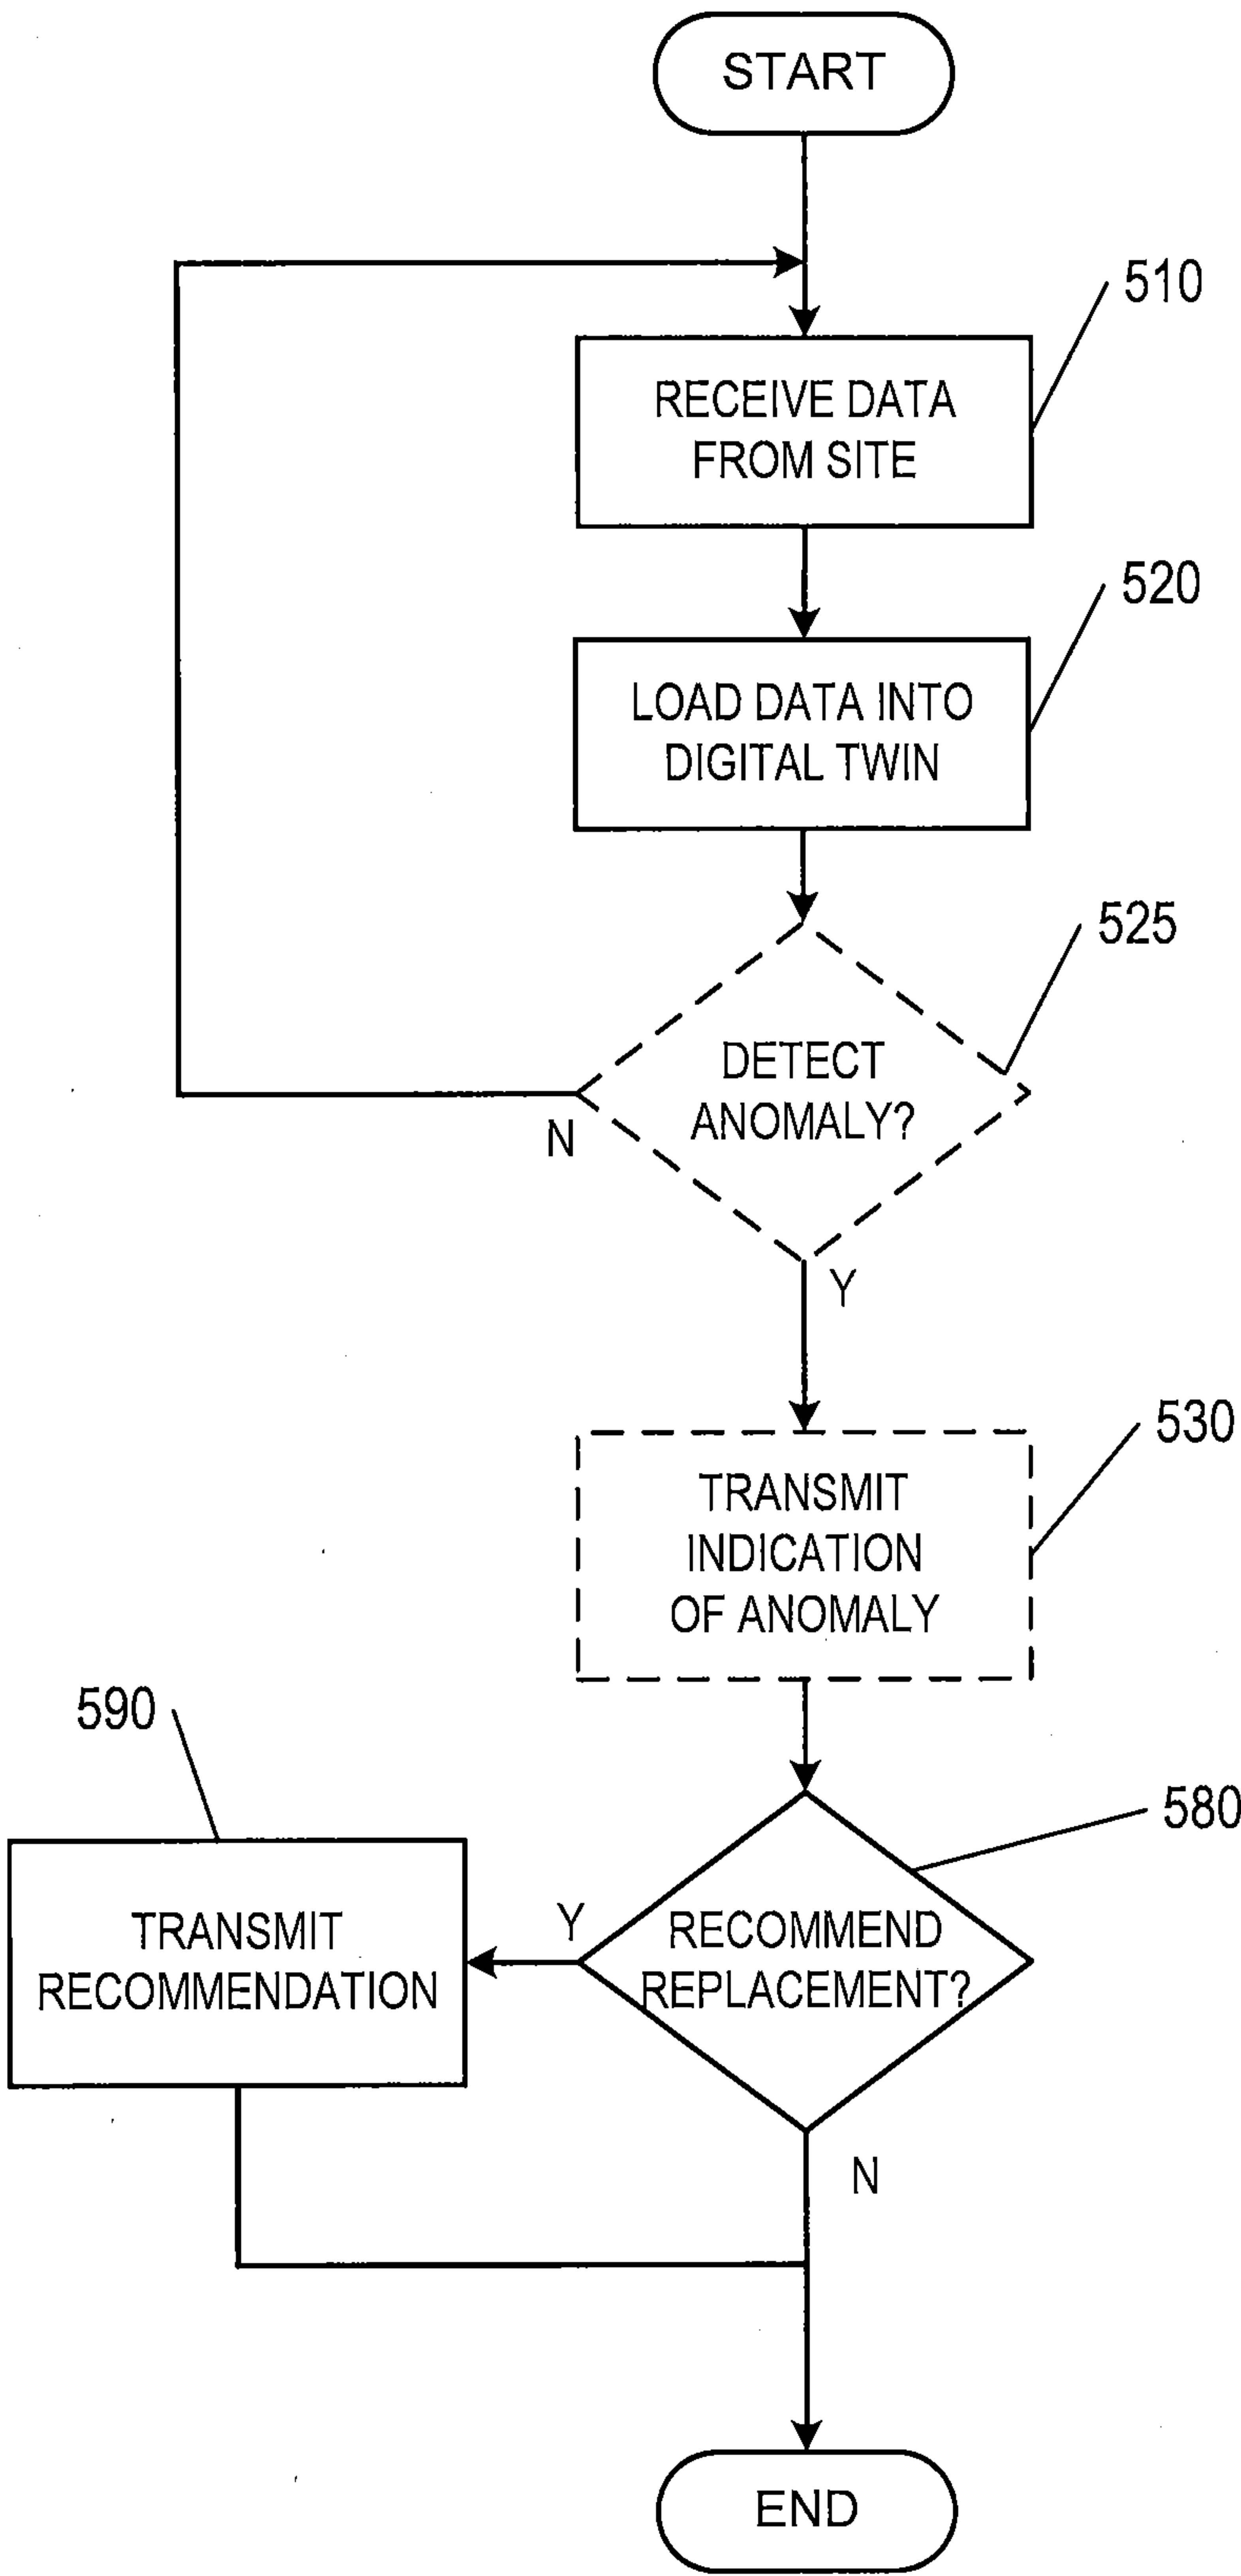 START
510
RECEIVE DATA
FROM SITE
520
LOAD DATA INTO
DIGITAL TWIN
525
DETECT
ANOMALY?
N
Y
530
TRANSMIT
INDICATION
OF ANOMALY
590
580
TRANSMIT
RECOMMENDATION
Y
RECOMMEND
REPLACEMENT?
N
END